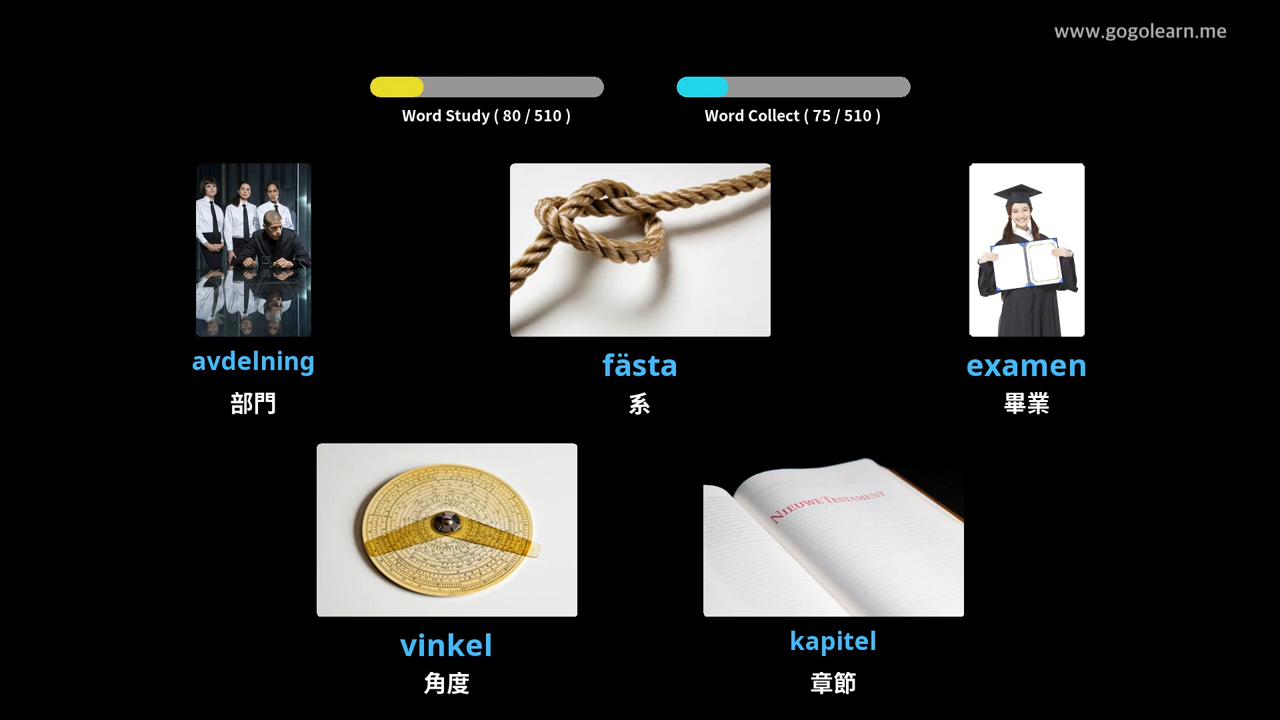 www.gogolearn.me
Word Study ( 80 / 510 )
Word Collect ( 75 / 510 )
avdelning
部門
fästa
系
examen
畢業
NIEUWE TESTAMENT
vinkel
角度
kapitel
章節